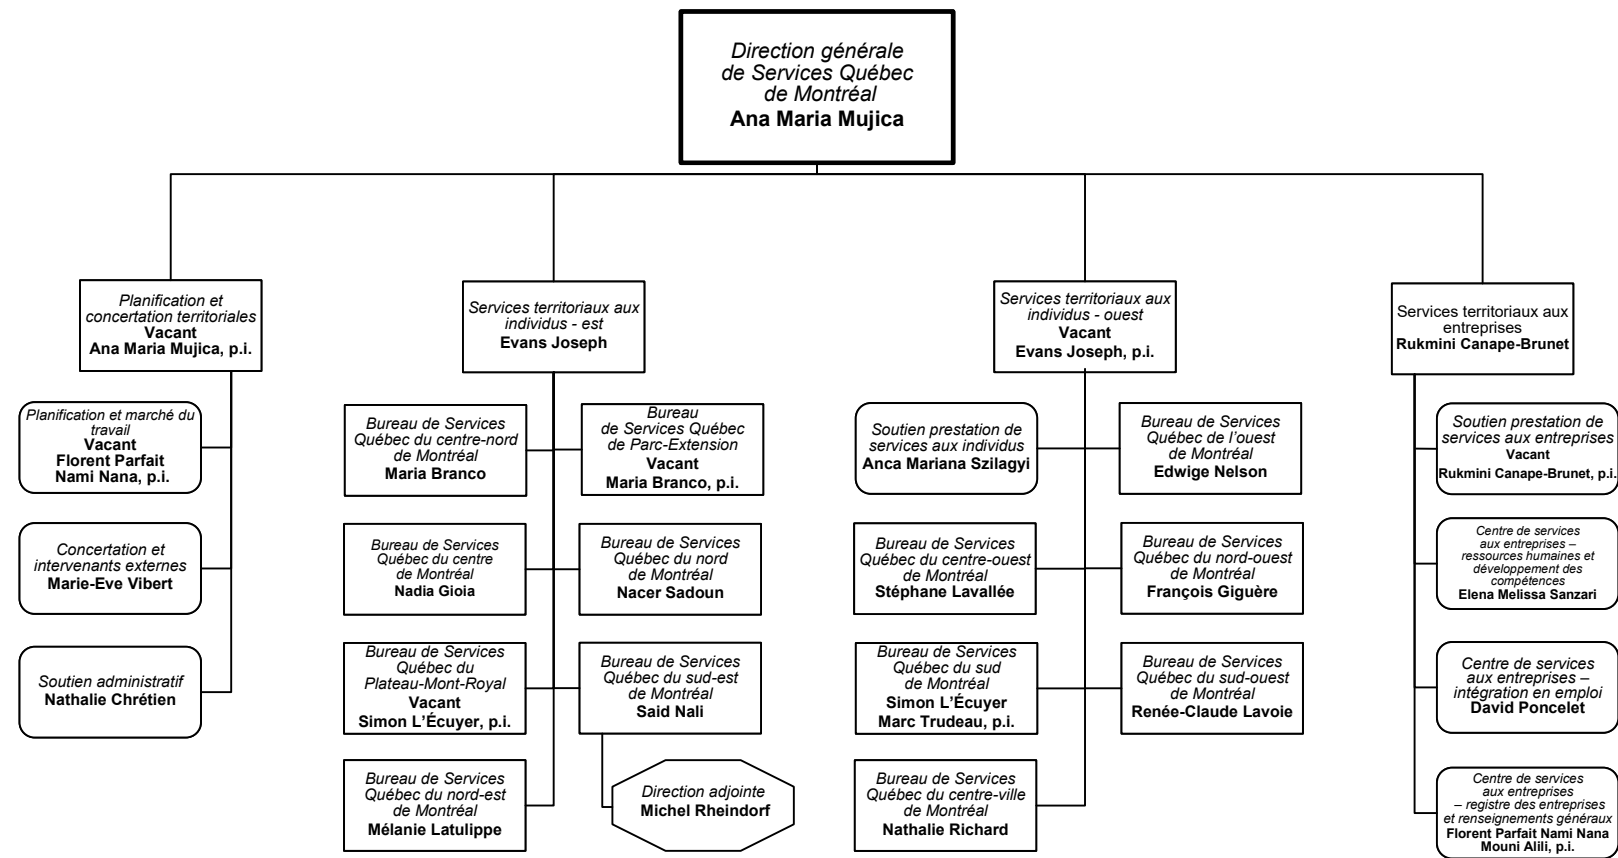 Direction générale
de Services Québec
de Montréal
Ana Maria Mujica
Planification et
concertation territoriales
Vacant
Ana Maria Mujica, p.i.
Planification et marché du
travail
Vacant
Florent Parfait
Nami Nana, p.i.
Concertation et
intervenants externes
Marie-Eve Vibert
Soutien administratif
Nathalie Chrétien
Services territoriaux aux
individus - est
Evans Joseph
Bureau de Services
Québec du centre-nord
de Montréal
Maria Branco
Bureau
de Services Québec
de Parc-Extension
Vacant
Maria Branco, p.i.
Bureau de Services
Québec du centre
de Montréal
Nadia Gioia
Bureau de Services
Québec du nord
de Montréal
Nacer Sadoun
Bureau de Services
Québec du
Plateau-Mont-Royal
Vacant
Simon L'Écuyer, p.i.
Bureau de Services
Québec du sud-est
de Montréal
Said Nali
Bureau de Services
Québec du nord-est
de Montréal
Mélanie Latulippe
Direction adjointe
Michel Rheindorf
Services territoriaux aux
individus - ouest
Vacant
Evans Joseph, p.i.
Soutien prestation de
services aux individus
Anca Mariana Szilagyi
Bureau de Services
Québec de l'ouest
de Montréal
Edwige Nelson
Bureau de Services
Québec du centre-ouest
de Montréal
Stéphane Lavallée
Bureau de Services
Québec du nord-ouest
de Montréal
François Giguère
Bureau de Services
Québec du sud
de Montréal
Simon L'Écuyer
Marc Trudeau, p.i.
Bureau de Services
Québec du sud-ouest
de Montréal
Renée-Claude Lavoie
Bureau de Services
Québec du centre-ville
de Montréal
Nathalie Richard
Services territoriaux aux
entreprises
Rukmini Canape-Brunet
Soutien prestation de
services aux entreprises
Vacant
Rukmini Canape-Brunet, p.i.
Centre de services
aux entreprises –
ressources humaines et
développement des
compétences
Elena Melissa Sanzari
Centre de services
aux entreprises –
intégration en emploi
David Poncelet
Centre de services
aux entreprises
– registre des entreprises
et renseignements généraux
Florent Parfait Nami Nana
Mouni Alili, p.i.